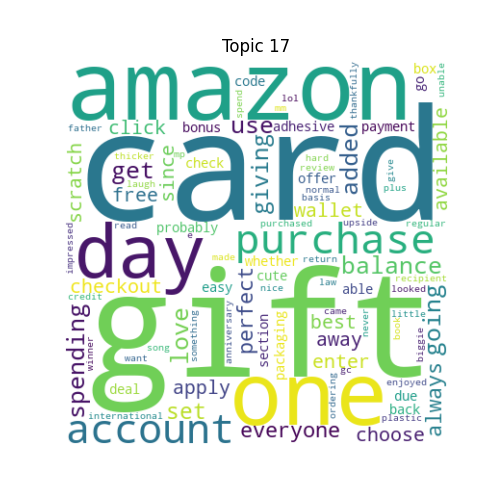 Topic 17
amazon
card
gift
day
one
purchase
account
click
code
lol
spend
use
adhesive
bonus
father
payment
box
go
thankfully
unable
available
scratch
get
free
since
mp
thicker
laugh
check
giving
offer
hard
review
normal
basis
added
wallet
give
plus
impressed
probably
read
e
purchased
upside
regular
balance
made
whether
return
recipient
checkout
easy
cute
nice
law
able
looked
credit
winner
spending
love
something
song
want
deal
anniversary
perfect
section
packaging
best
away
enter
came
never
little
book
biggie
always
going
apply
set
international
everyone
gc
ordering
enjoyed
due
back
plastic
choose